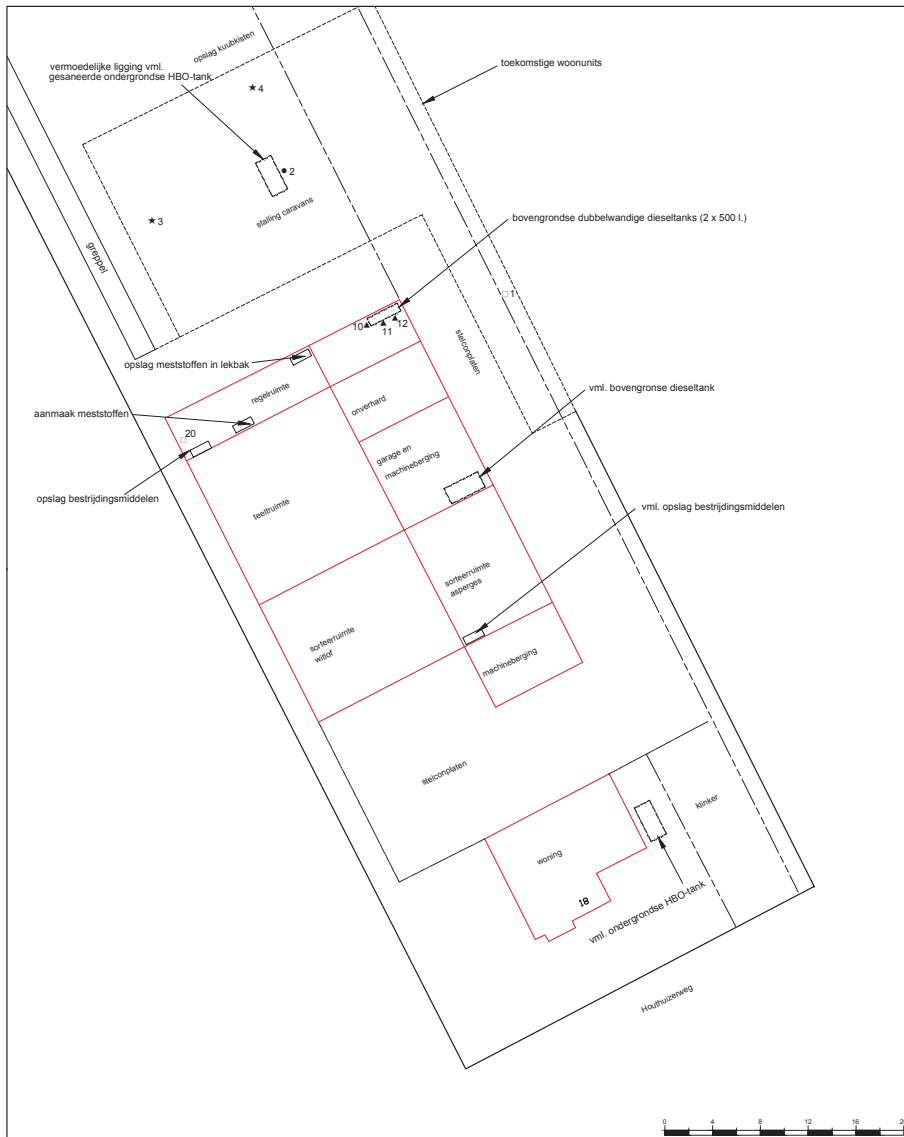 opslag kuubkisten
vermoedelijke ligging vml.
gesaneerde ondergrondse HBO-tank
toekomstige woonunits
4
2
3
stalling caravans
greppel
bovengrondse dubbelwandige dieseltanks (2 x 500 l.)
1
10
11
12
stelconplaten
opslag meststoffen in lekbak
regelruimte
onverhard
aanmaak meststoffen
vml. bovengronse dieseltank
20
garage en
machineberging
opslag bestrijdingsmiddelen
teeltruimte
vml. opslag bestrijdingsmiddelen
sorteerruimte
asperges
sorteerruimte
witlof
machineberging
stelconplaten
klinker
woning
18
vml. ondergrondse HBO-tank
Houthuizerweg
0
4
8
12
16